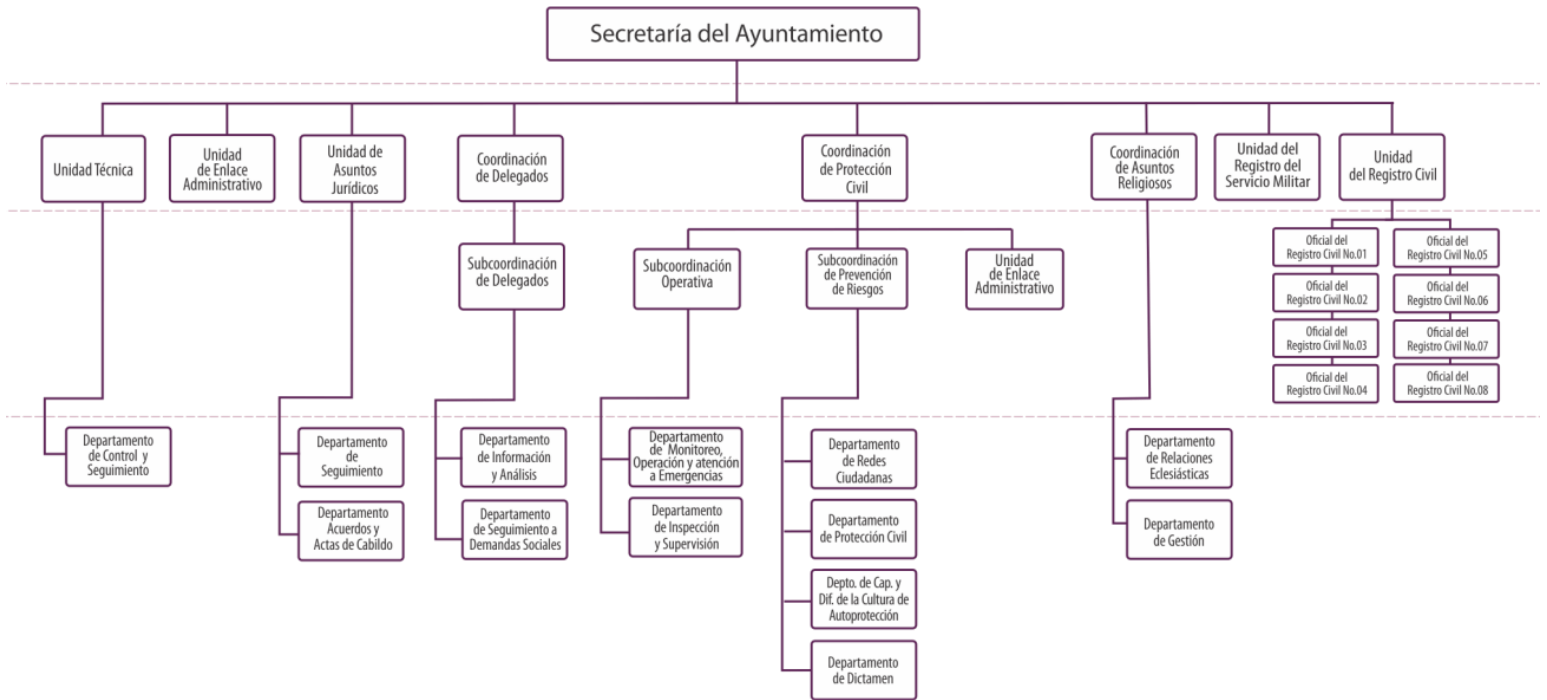 Secretaría del Ayuntamiento
Unidad Técnica
Unidad
de Enlace
Administrativo
Unidad de
Asuntos
Jurídicos
Coordinación
de Delegados
Coordinación
de Protección
Civil
Coordinación
de Asuntos
Religiosos
Unidad del
Registro del
Servicio Militar
Unidad
del Registro Civil
Subcoordinación
de Delegados
Subcoordinación
Operativa
Subcoordinación
de Prevención
de Riesgos
Unidad
de Enlace
Administrativo
Oficial del
Registro Civil No.01
Oficial del
Registro Civil No.02
Oficial del
Registro Civil No.03
Oficial del
Registro Civil No.04
Oficial del
Registro Civil No.05
Oficial del
Registro Civil No.06
Oficial del
Registro Civil No.07
Oficial del
Registro Civil No.08
Departamento
de Control y
Seguimiento
Departamento
de
Seguimiento
Departamento
Acuerdos y
Actas de Cabildo
Departamento
de Información
y Análisis
Departamento
de Seguimiento a
Demandas Sociales
Departamento
de Monitoreo,
Operación y atención
a Emergencias
Departamento
de Inspección
y Supervisión
Departamento
de Redes
Ciudadanas
Departamento
de Protección Civil
Depto. de Cap. y
Dif. de la Cultura de
Autoprotección
Departamento
de Dictamen
Departamento
de Relaciones
Eclesiásticas
Departamento
de Gestión